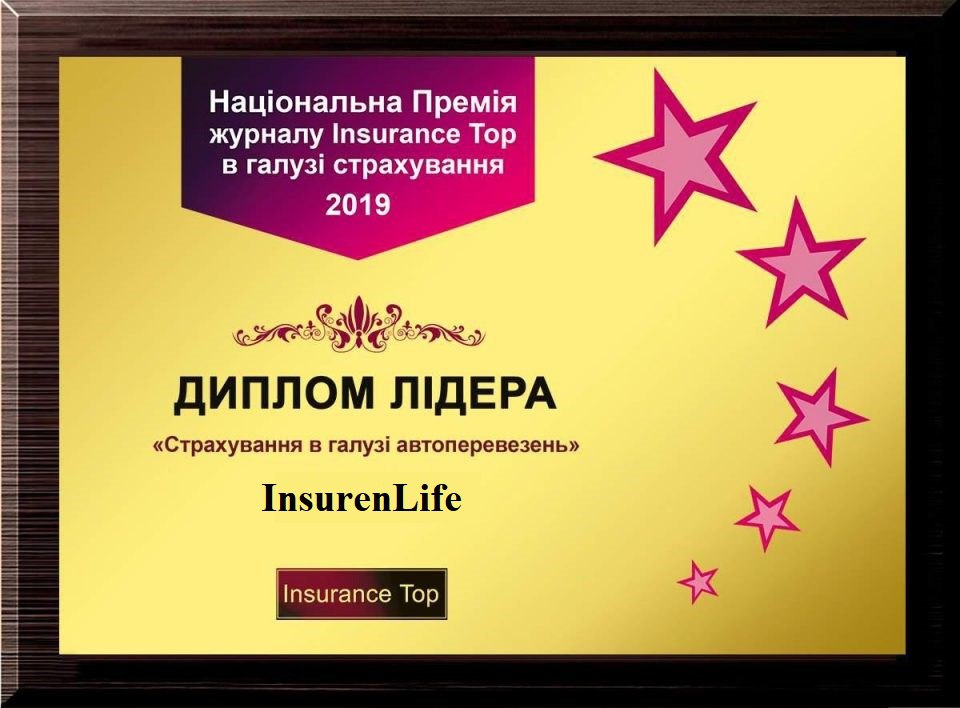 Національна Премія
журналу Insurance Top
в галузі страхування
2019
ДИПЛОМ ЛІДЕРА
«Страхування в галузі автоперевезень»
InsurenLife
Insurance Top